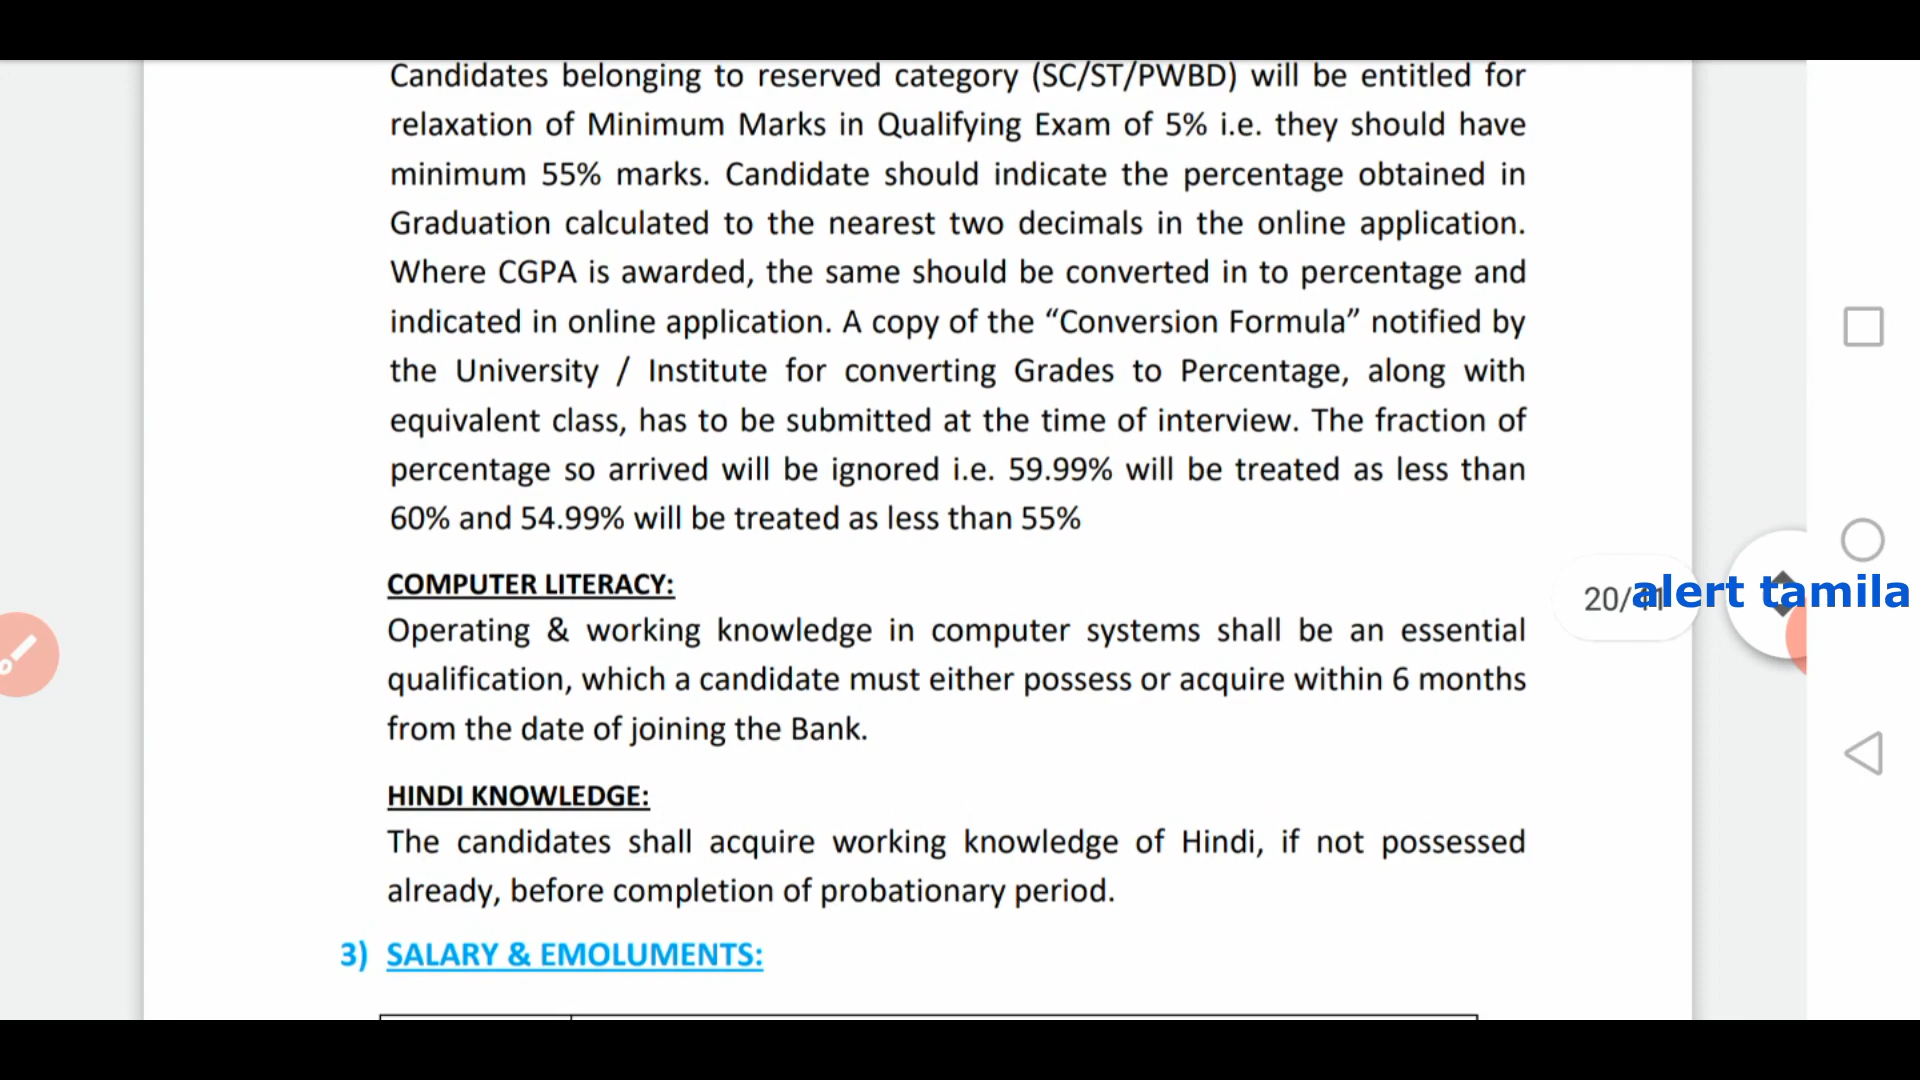 Candidates belonging to reserved category (SC/ST/PWBD) will be entitled for
relaxation of Minimum Marks in Qualifying Exam of 5% i.e. they should have
minimum 55% marks. Candidate should indicate the percentage obtained in
Graduation calculated to the nearest two decimals in the online application.
Where CGPA is awarded, the same should be converted in to percentage and
indicated in online application. A copy of the “Conversion Formula” notified by
the University / Institute for converting Grades to Percentage, along with
equivalent class, has to be submitted at the time of interview. The fraction of
percentage so arrived will be ignored i.e. 59.99% will be treated as less than
60% and 54.99% will be treated as less than 55%
COMPUTER LITERACY:
Operating & working knowledge in computer systems shall be an essential
qualification, which a candidate must either possess or acquire within 6 months
from the date of joining the Bank.
HINDI KNOWLEDGE:
The candidates shall acquire working knowledge of Hindi, if not possessed
already, before completion of probationary period.
3) SALARY & EMOLUMENTS:
20/
alert tamila